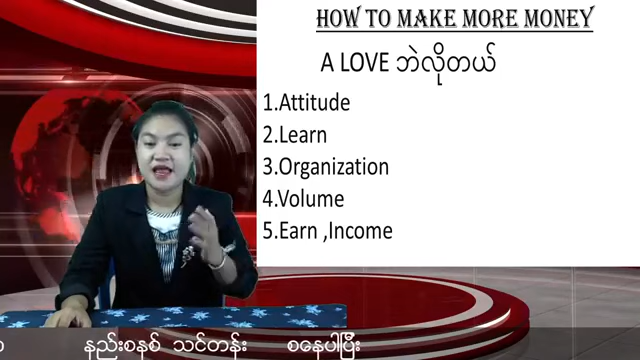 HOW TO MAKE MORE MONEY
A LOVE ဘဲလိုတယ်
1.Attitude
2.Learn
3.Organization
4.Volume
5.Earn ,Income
နည်းစနစ် သင်တန်း စနေပါပြီး